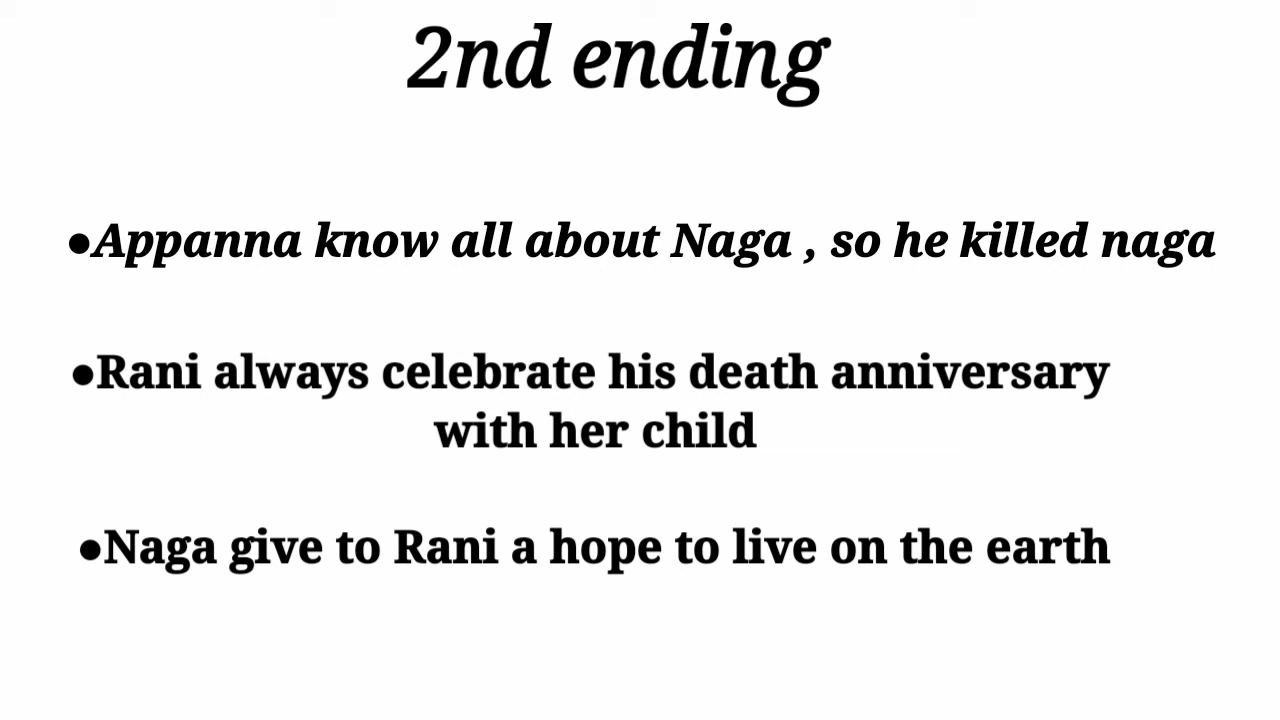 2nd ending
●Appanna know all about Naga , so he killed naga
●Rani always celebrate his death anniversary
with her child
●Naga give to Rani a hope to live on the earth